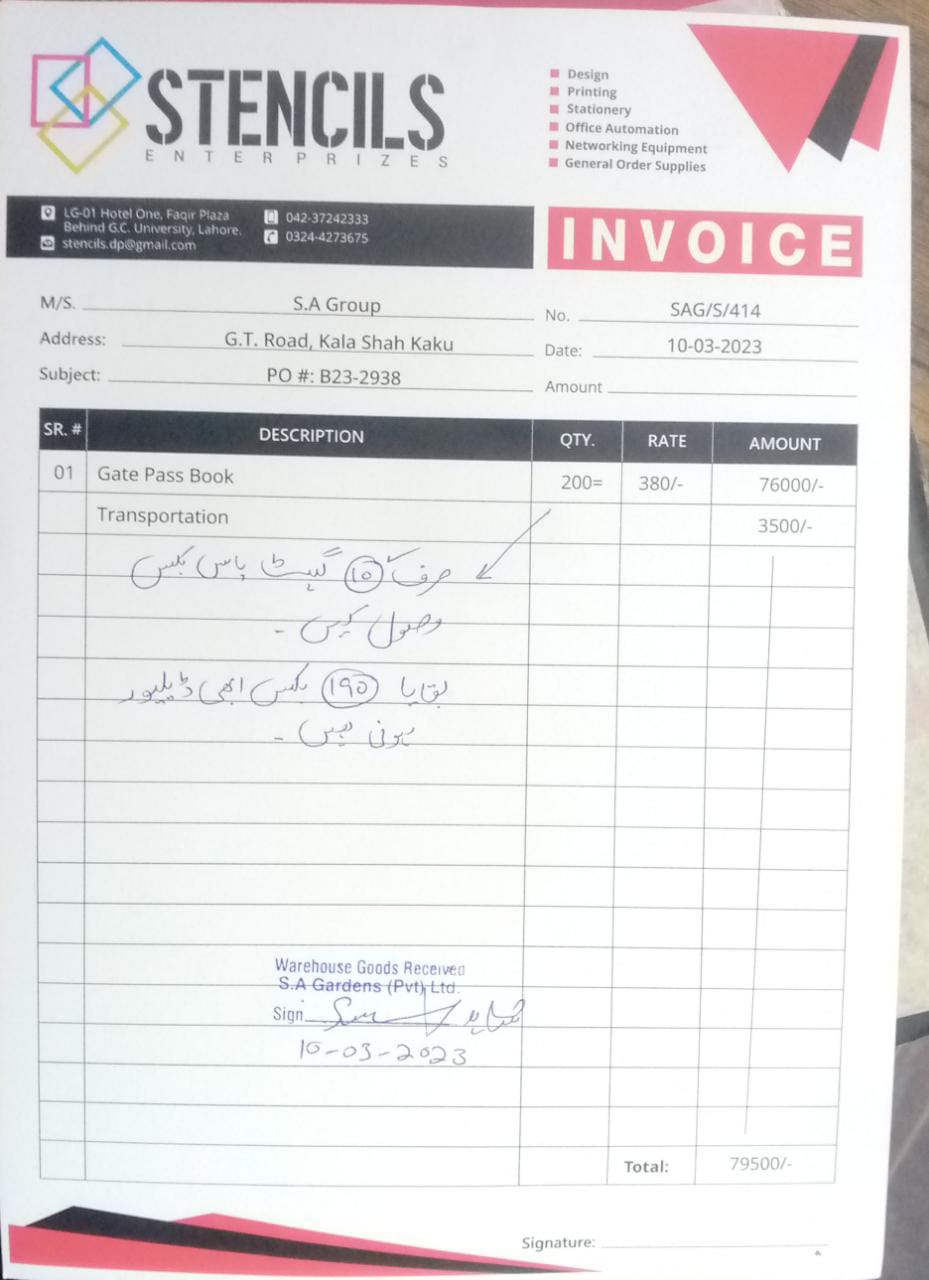 STENCILS
ENTERPRIZES
Design
Printing
Stationery
Office Automation
Networking Equipment
General Order Supplies
LG-01 Hotel One, Faqir Plaza
Behind G.C. University, Lahore.
stencils.dp@gmail.com
042-37242333
0324-4273675
INVOICE
M/S. S.A Group
No. SAG/S/414
Address: G.T. Road, Kala Shah Kaku
Date: 10-03-2023
Subject: PO #: B23-2938
Amount
SR. # DESCRIPTION QTY. RATE AMOUNT
01 Gate Pass Book 200= 380/- 76000/-
Transportation 3500/-
صرف 10 گیٹ پاس بکس
وصول کیں ۔
بقایا 190 بکس ابھی ڈیلیور
ہونی ہیں ۔
Warehouse Goods Received
S.A Gardens (Pvt) Ltd.
Sign شاہد
10-03-2023
Total: 79500/-
Signature: